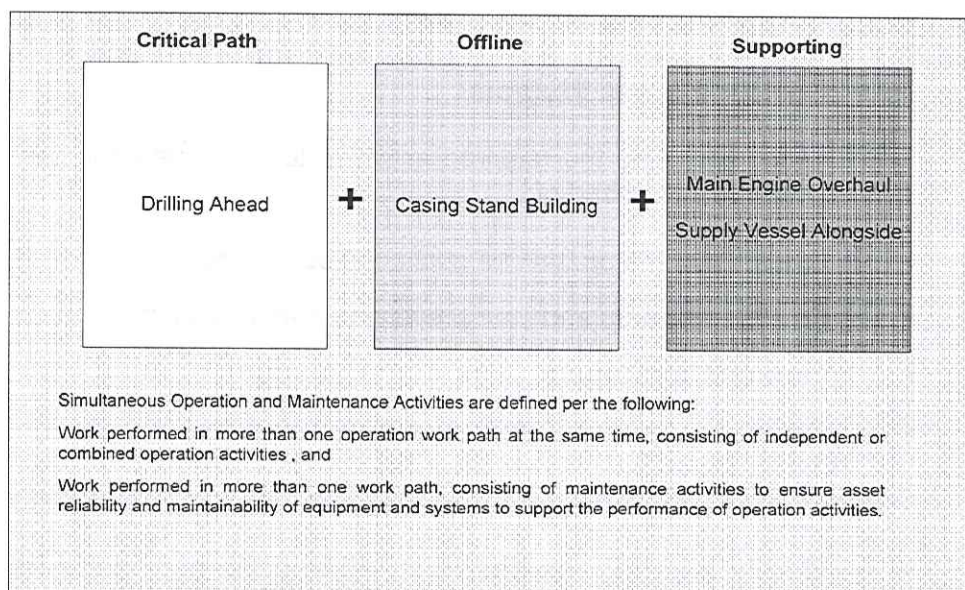 Critical Path
Offline
Supporting
Drilling Ahead
+
Casing Stand Building
+
Main Engine Overhaul
Supply Vessel Alongside
Simultaneous Operation and Maintenance Activities are defined per the following:
Work performed in more than one operation work path at the same time, consisting of independent or
combined operation activities , and
Work performed in more than one work path, consisting of maintenance activities to ensure asset
reliability and maintainability of equipment and systems to support the performance of operation activities.